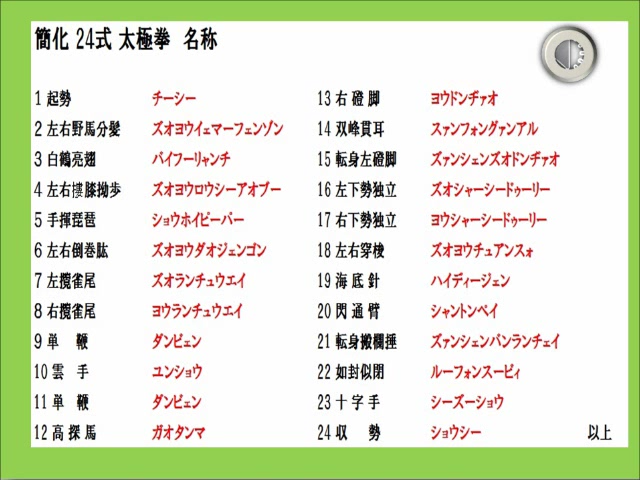 簡化 24式 太極拳 名称
1 起勢 チーシー
2 左右野馬分髪 ズオヨウイェマーフェンゾン
3 白鶴亮翅 バイフーリャンチ
4 左右摟膝拗歩 ズオヨウロウシーアオブー
5 手揮琵琶 ショウホイピーパー
6 左右倒巻肱 ズオヨウダオジェンゴン
7 左攬雀尾 ズオランチュウエイ
8 右攬雀尾 ヨウランチュウエイ
9 単 鞭 ダンビェン
10 雲 手 ユンショウ
11 単 鞭 ダンビェン
12 高 探 馬 ガオタンマ
13 右 磴 脚 ヨウドンヂァオ
14 双峰貫耳 スァンフォングァンアル
15 転身左磴脚 ズァンシェンズオドンヂァオ
16 左下勢独立 ズオシャーシードゥーリー
17 右下勢独立 ヨウシャーシードゥーリー
18 左右穿梭 ズオヨウチュアンスォ
19 海 底 針 ハイディージェン
20 閃 通 臂 シャントンベイ
21 転身搬欄捶 ズァンシェンバンランチェイ
22 如封似閉 ルーフォンスービィ
23 十 字 手 シーズーショウ
24 収 勢 ショウシー
以上